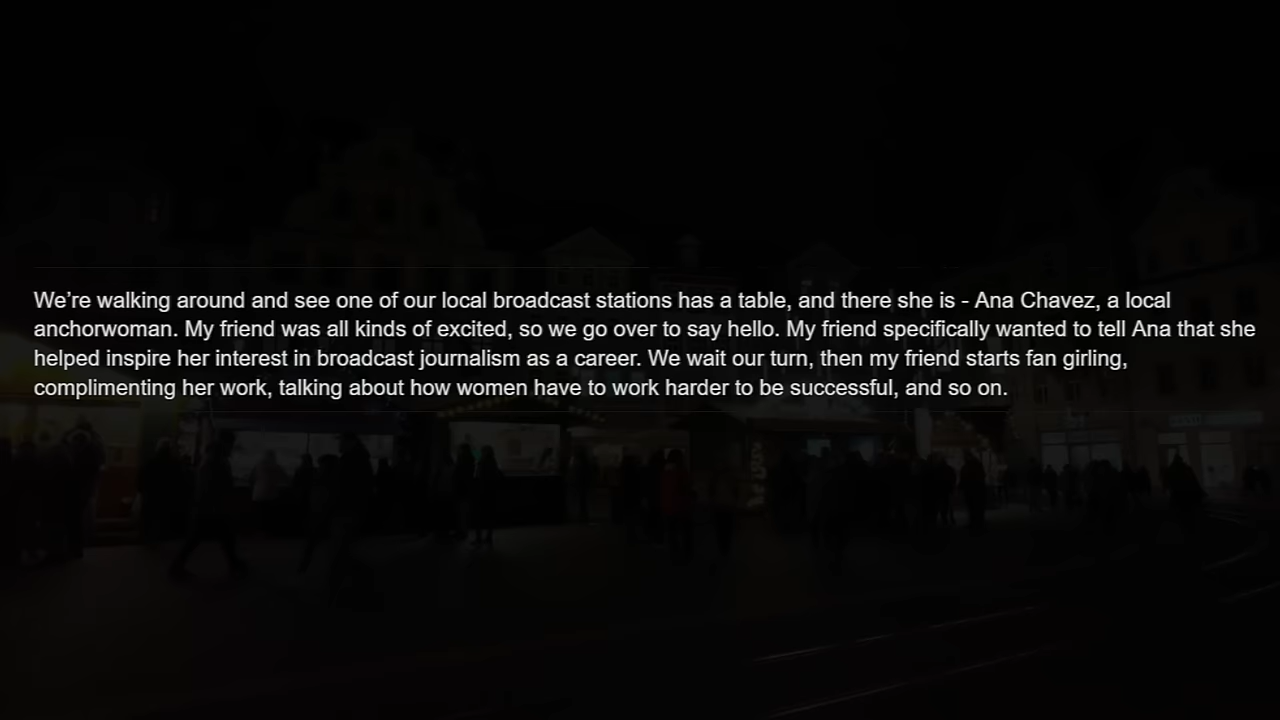 We’re walking around and see one of our local broadcast stations has a table, and there she is - Ana Chavez, a local
anchorwoman. My friend was all kinds of excited, so we go over to say hello. My friend specifically wanted to tell Ana that she
helped inspire her interest in broadcast journalism as a career. We wait our turn, then my friend starts fan girling,
complimenting her work, talking about how women have to work harder to be successful, and so on.